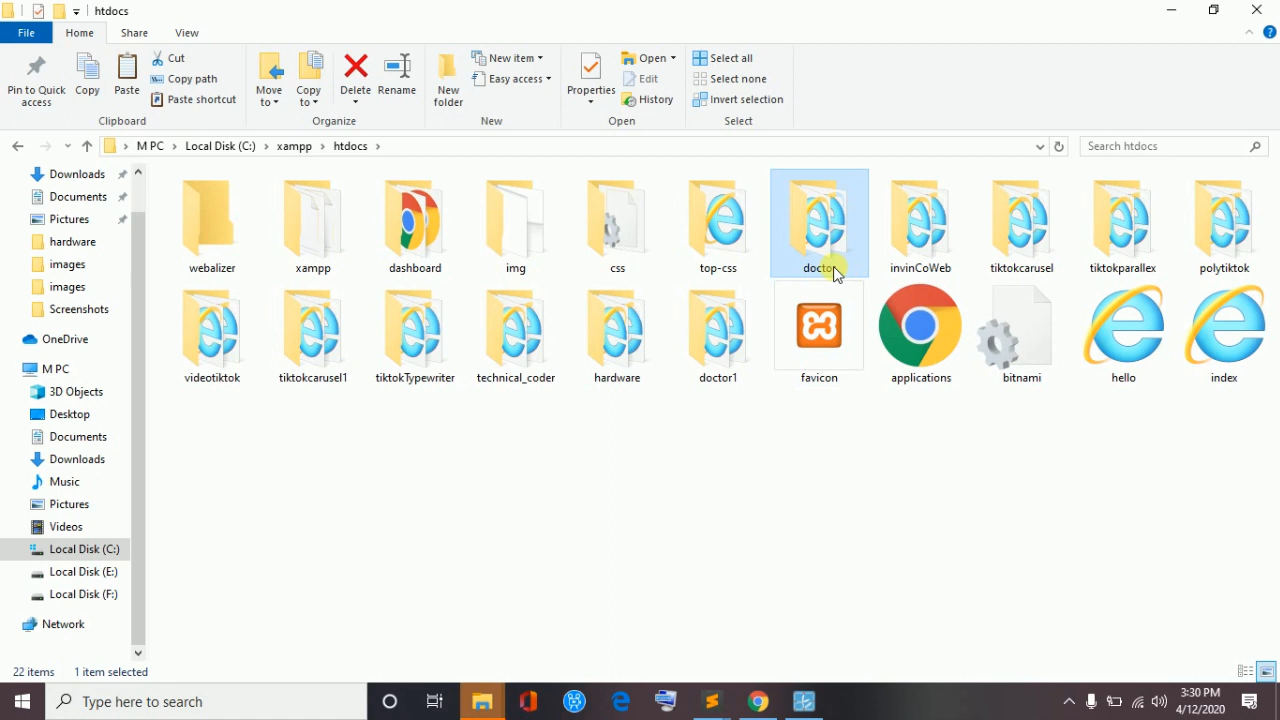 htdocs
File
Home
Share
View
Pin to Quick access
Copy
Paste
Cut
Copy path
Paste shortcut
Clipboard
Move to
Copy to
Delete
Rename
Organize
New folder
New item
Easy access
New
Properties
Open
Edit
History
Open
Select all
Select none
Invert selection
Select
M PC
Local Disk (C:)
xampp
htdocs
Search htdocs
Downloads
Documents
Pictures
hardware
images
images
Screenshots
OneDrive
M PC
3D Objects
Desktop
Documents
Downloads
Music
Pictures
Videos
Local Disk (C:)
Local Disk (E:)
Local Disk (F:)
Network
webalizer
xampp
dashboard
img
css
top-css
doctor
invinCoWeb
tiktokcarusel
tiktokparallex
polytiktok
videotiktok
tiktokcarusel1
tiktokTypewriter
technical_coder
hardware
doctor1
favicon
applications
bitnami
hello
index
22 items
1 item selected
Type here to search
3:30 PM
4/12/2020